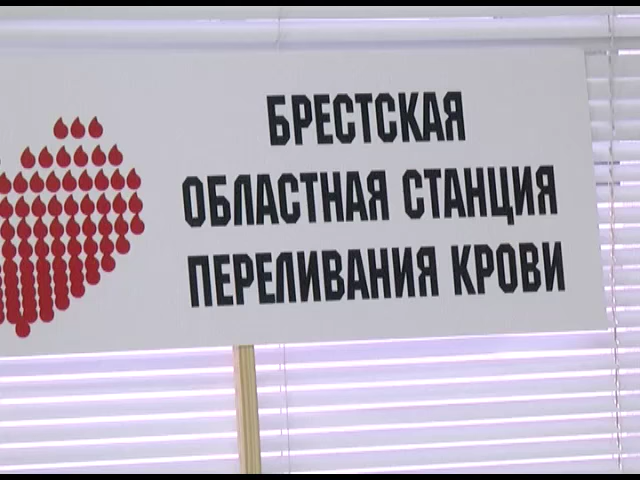 БРЕСТСКАЯ
ОБЛАСТНАЯ СТАНЦИЯ
ПЕРЕЛИВАНИЯ КРОВИ